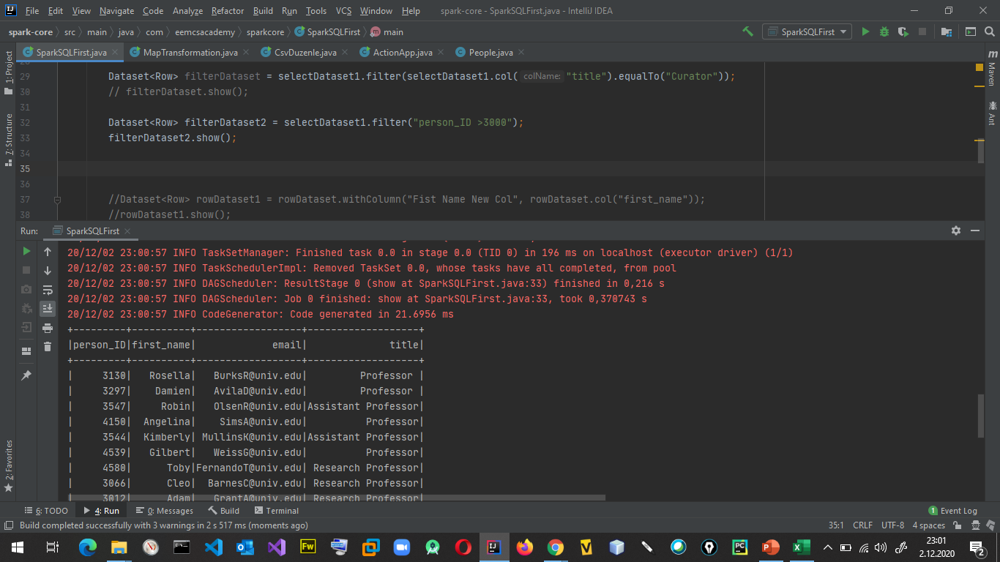 File Edit View Navigate Code Analyze Refactor Build Run Tools VCS Window Help spark-core - SparkSQLFirst.java - IntelliJ IDEA
spark-core src main java com eemcsacademy sparkcore SparkSQLFirst main SparkSQLFirst
SparkSQLFirst.java MapTransformation.java CsvDuzenle.java ActionApp.java People.java
1: Project
7: Structure
2: Favorites
Maven
Ant
29 Dataset<Row> filterDataset = selectDataset1.filter(selectDataset1.col( colName: "title").equalTo("Curator"));
30 // filterDataset.show();
31
32 Dataset<Row> filterDataset2 = selectDataset1.filter("person_ID >3000");
33 filterDataset2.show();
34
35
36
37 //Dataset<Row> rowDataset1 = rowDataset.withColumn("Fist Name New Col", rowDataset.col("first_name"));
38 //rowDataset1.show();
Run: SparkSQLFirst
20/12/02 23:00:57 INFO TaskSetManager: Finished task 0.0 in stage 0.0 (TID 0) in 196 ms on localhost (executor driver) (1/1)
20/12/02 23:00:57 INFO TaskSchedulerImpl: Removed TaskSet 0.0, whose tasks have all completed, from pool
20/12/02 23:00:57 INFO DAGScheduler: ResultStage 0 (show at SparkSQLFirst.java:33) finished in 0,216 s
20/12/02 23:00:57 INFO DAGScheduler: Job 0 finished: show at SparkSQLFirst.java:33, took 0,370743 s
20/12/02 23:00:57 INFO CodeGenerator: Code generated in 21.6956 ms
+---------+----------+------------------+-------------------+
|person_ID|first_name|             email|              title|
+---------+----------+------------------+-------------------+
|     3130|   Rosella|   BurksR@univ.edu|         Professor |
|     3297|    Damien|   AvilaD@univ.edu|         Professor |
|     3547|     Robin|   OlsenR@univ.edu|Assistant Professor|
|     4150|  Angelina|    SimsA@univ.edu|          Professor|
|     3544|  Kimberly| MullinsK@univ.edu|Assistant Professor|
|     4539|   Gilbert|   WeissG@univ.edu|          Professor|
|     4580|      Toby|FernandoT@univ.edu| Research Professor|
|     3066|      Cleo|  BarnesC@univ.edu| Research Professor|
|     3012|      Adam|   GrantA@univ.edu| Research Professor|
6: TODO 4: Run 0: Messages Build Terminal 1 Event Log
Build completed successfully with 3 warnings in 2 s 517 ms (moments ago) 35:1 CRLF UTF-8 4 spaces
23:01
2.12.2020
2